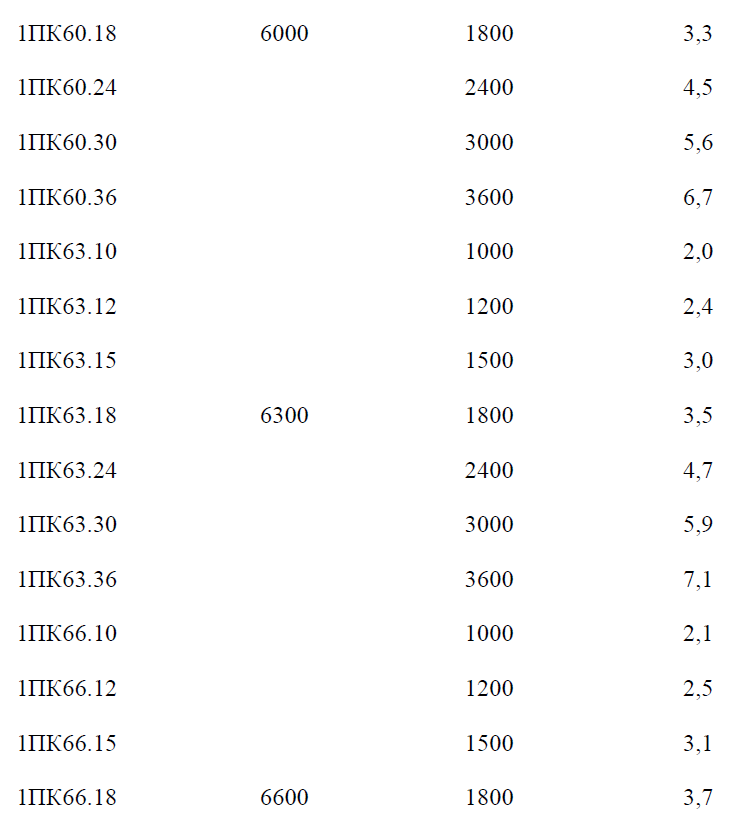 1ПК60.18 6000 1800 3,3
1ПК60.24 2400 4,5
1ПК60.30 3000 5,6
1ПК60.36 3600 6,7
1ПК63.10 1000 2,0
1ПК63.12 1200 2,4
1ПК63.15 1500 3,0
1ПК63.18 6300 1800 3,5
1ПК63.24 2400 4,7
1ПК63.30 3000 5,9
1ПК63.36 3600 7,1
1ПК66.10 1000 2,1
1ПК66.12 1200 2,5
1ПК66.15 1500 3,1
1ПК66.18 6600 1800 3,7